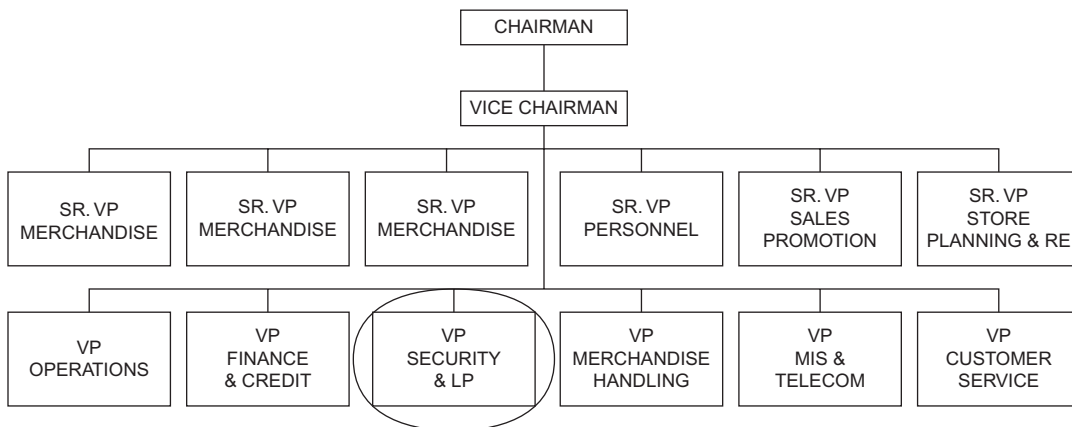 CHAIRMAN
VICE CHAIRMAN
SR. VP
MERCHANDISE
SR. VP
MERCHANDISE
SR. VP
MERCHANDISE
SR. VP
PERSONNEL
SR. VP
SALES
PROMOTION
SR. VP
STORE
PLANNING & RE
VP
OPERATIONS
VP
FINANCE
& CREDIT
VP
SECURITY
& LP
VP
MERCHANDISE
HANDLING
VP
MIS &
TELECOM
VP
CUSTOMER
SERVICE